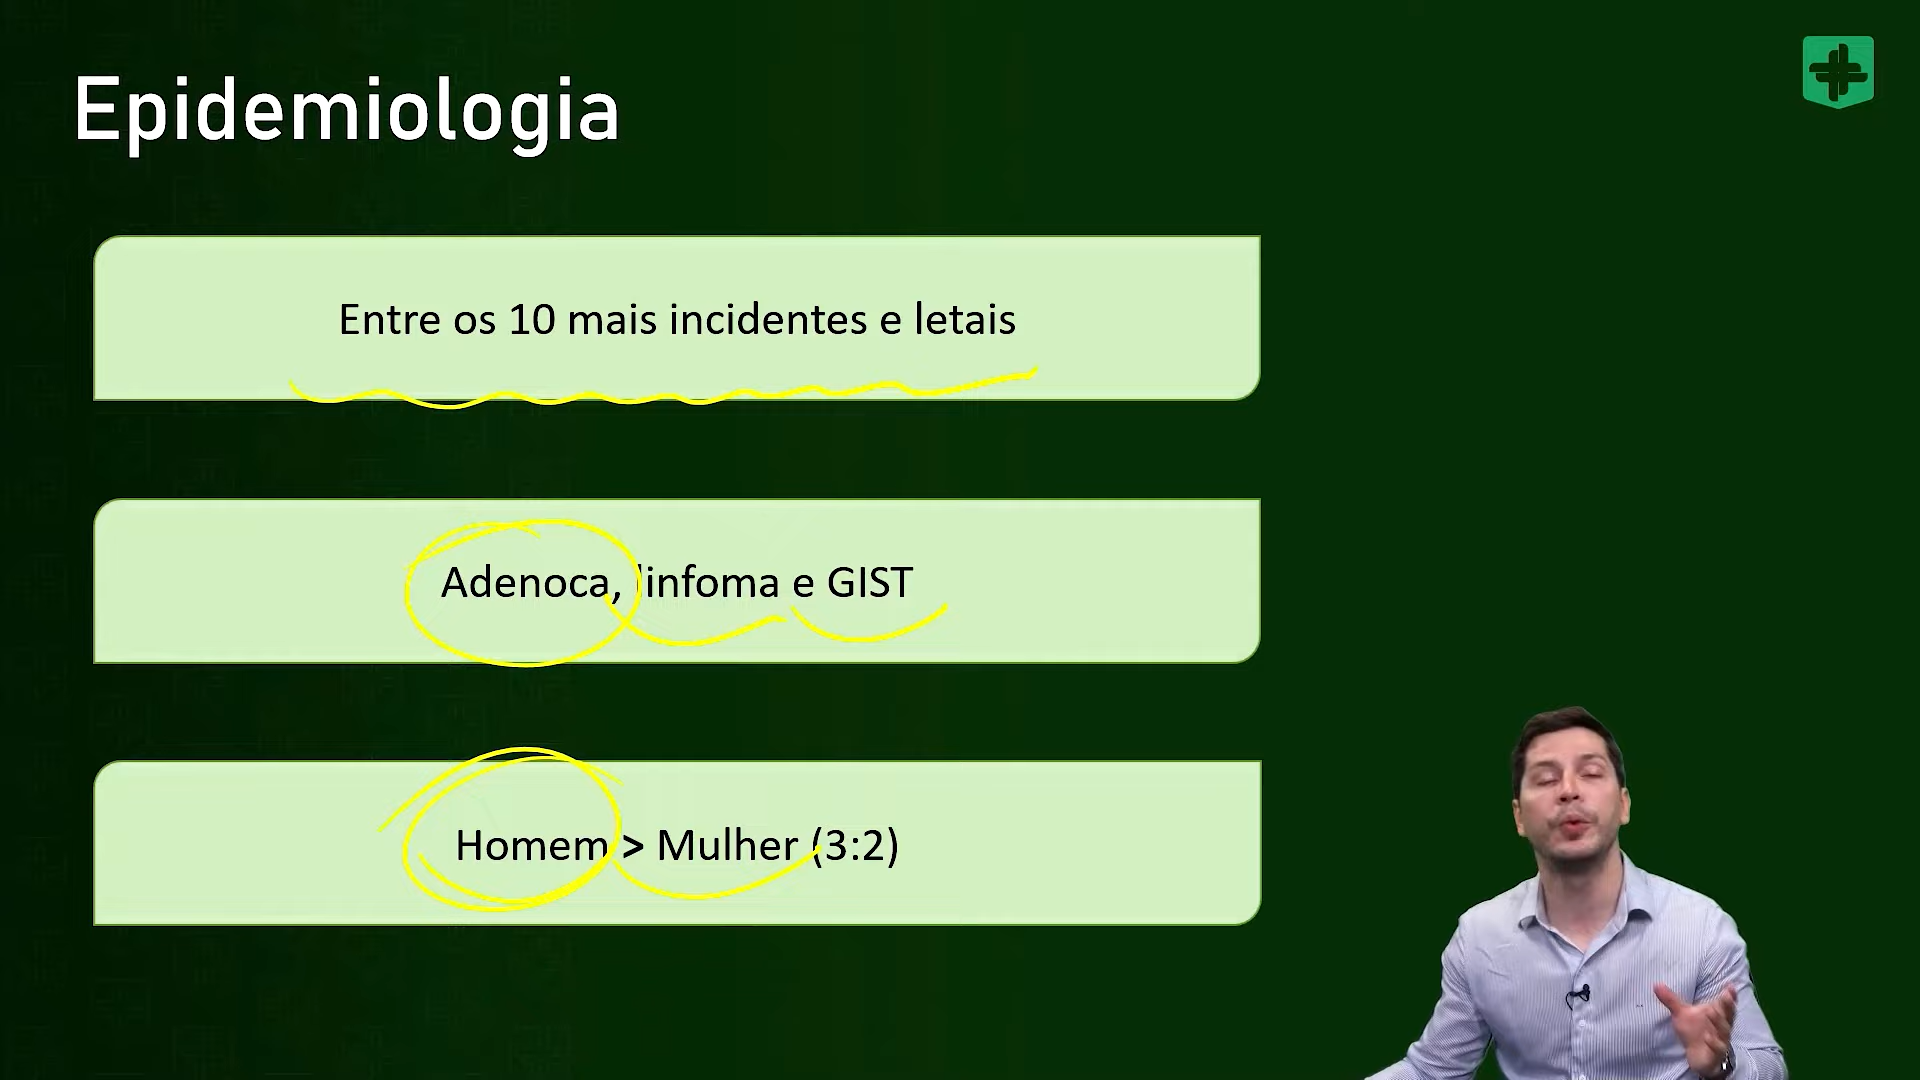 Epidemiologia
Entre os 10 mais incidentes e letais
Adenoca, linfoma e GIST
Homem > Mulher (3:2)